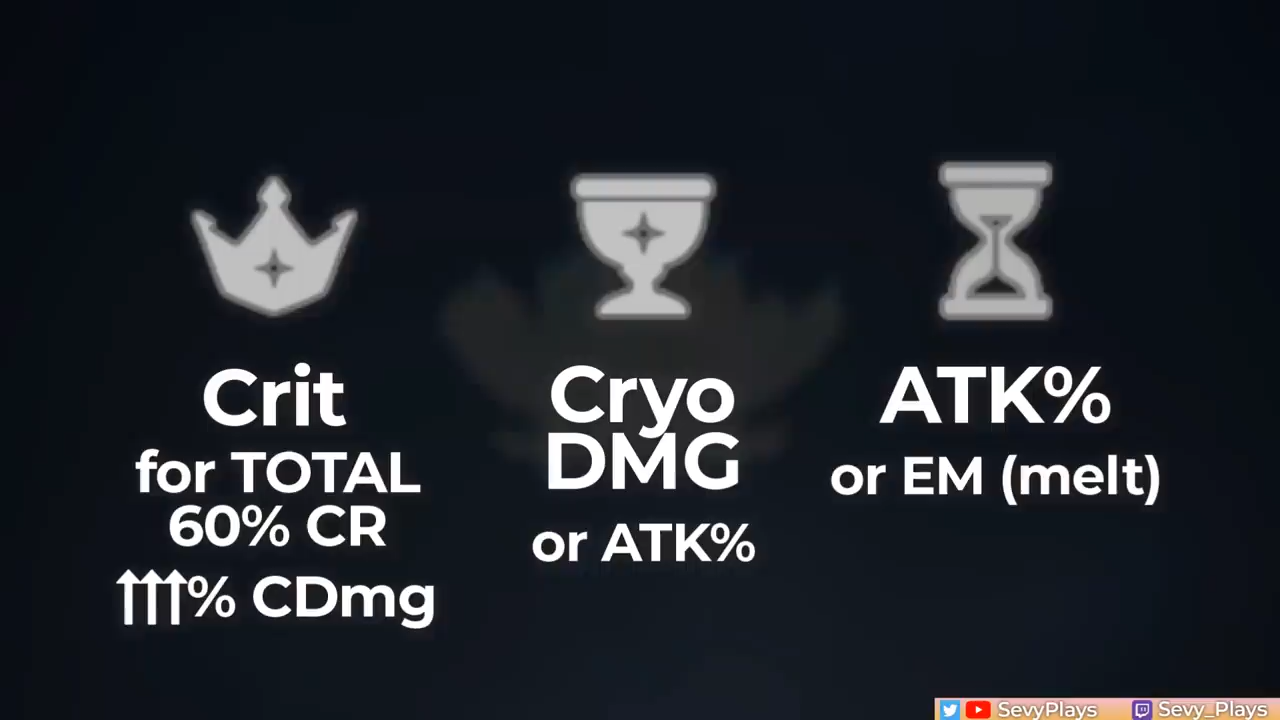 Crit
for TOTAL
60% CR
↑↑↑% CDmg
Cryo
DMG
or ATK%
ATK%
or EM (melt)
SevyPlays
Sevy_Plays